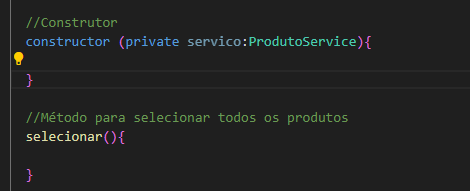 //Construtor
constructor (private servico:ProdutoService){
}
//Método para selecionar todos os produtos
selecionar(){
}